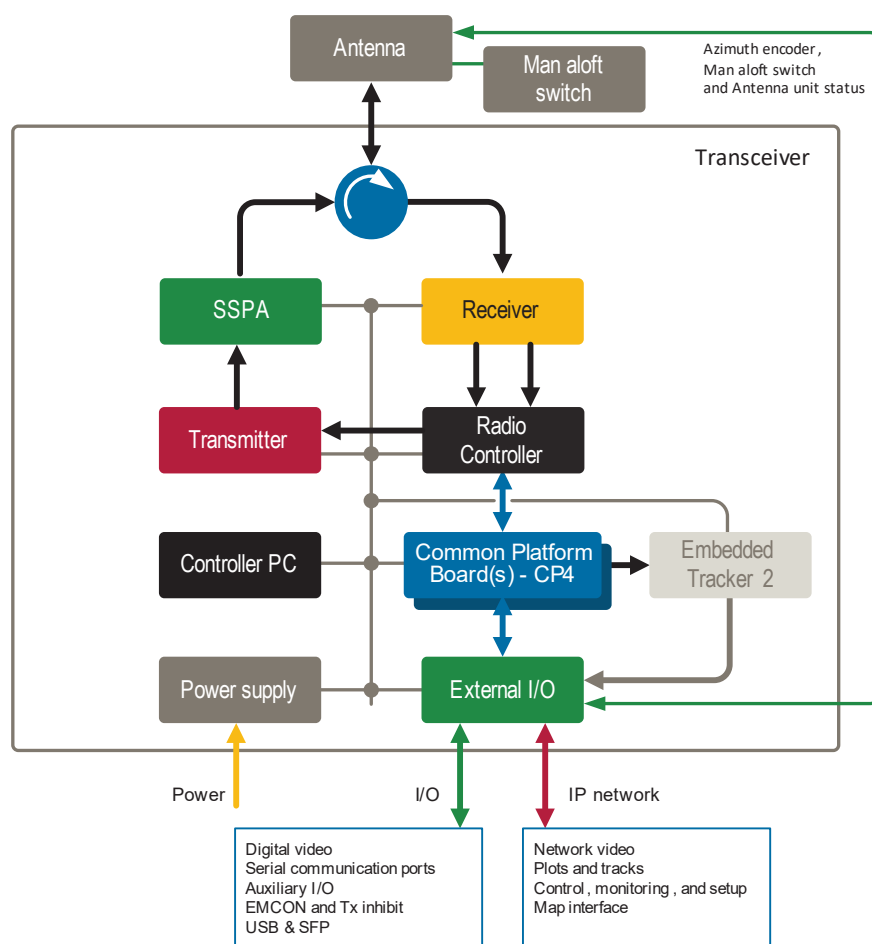 Antenna
Man aloft
switch
Azimuth encoder ,
Man aloft switch
and Antenna unit status
Transceiver
SSPA
Receiver
Transmitter
Radio
Controller
Controller PC
Common Platform
Board(s) - CP4
Embedded
Tracker 2
Power supply
External I/O
Power
I/O
IP network
Digital video
Serial communication ports
Auxiliary I/O
EMCON and Tx inhibit
USB & SFP
Network video
Plots and tracks
Control , monitoring , and setup
Map interface